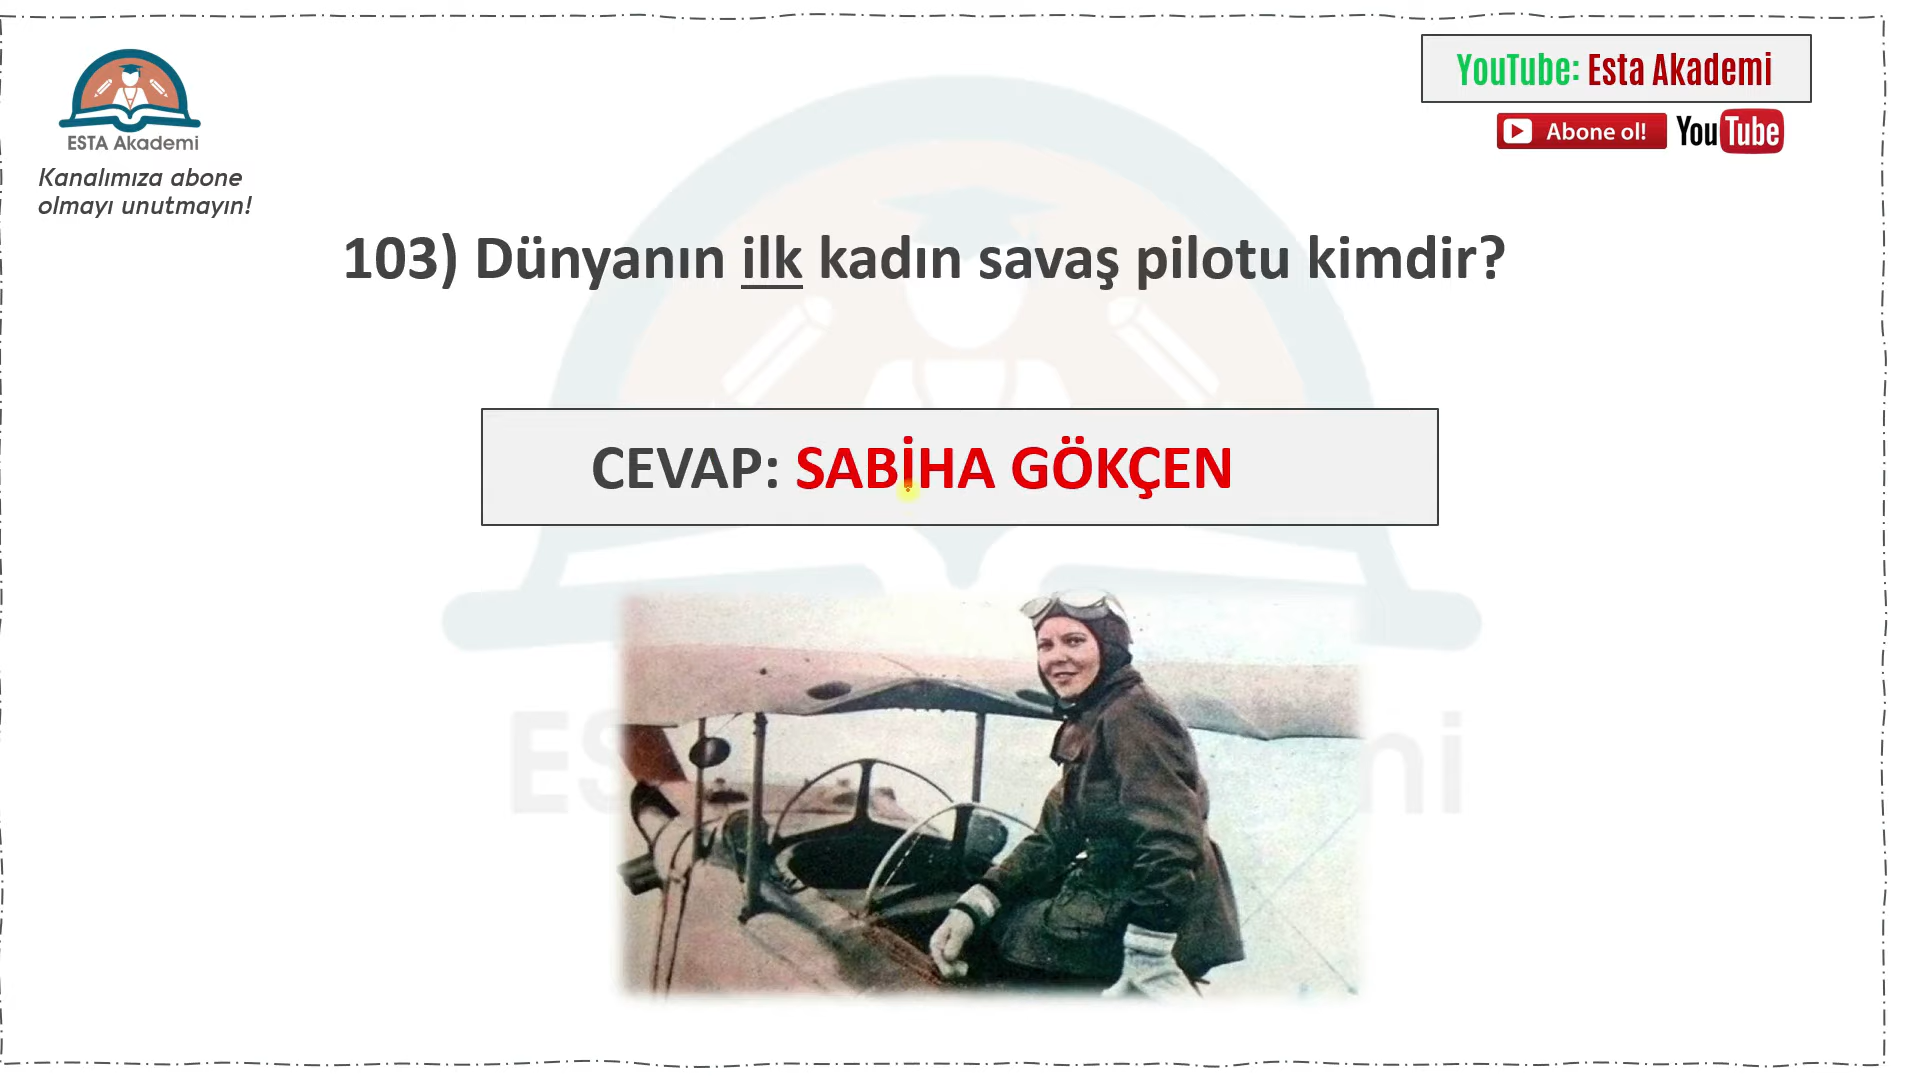 ESTA Akademi
Kanalımıza abone
olmayı unutmayın!
YouTube: Esta Akademi
Abone ol! YouTube
103) Dünyanın ilk kadın savaş pilotu kimdir?
CEVAP: SABİHA GÖKÇEN